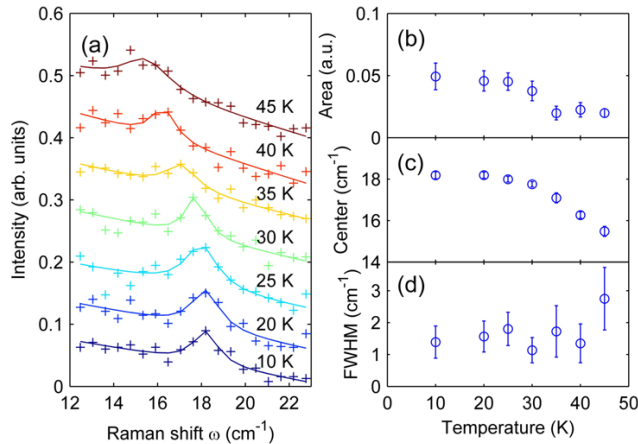 (a)
0.6
0.5
0.4
0.3
0.2
0.1
0
Intensity (arb. units)
45 K
40 K
35 K
30 K
25 K
20 K
10 K
12 14 16 18 20 22
Raman shift ω (cm⁻¹)
(b)
0.1
0.05
0
Area (a.u.)
(c)
18
16
14
Center (cm⁻¹)
(d)
3
2
1
0
FWHM (cm⁻¹)
0 10 20 30 40 50
Temperature (K)